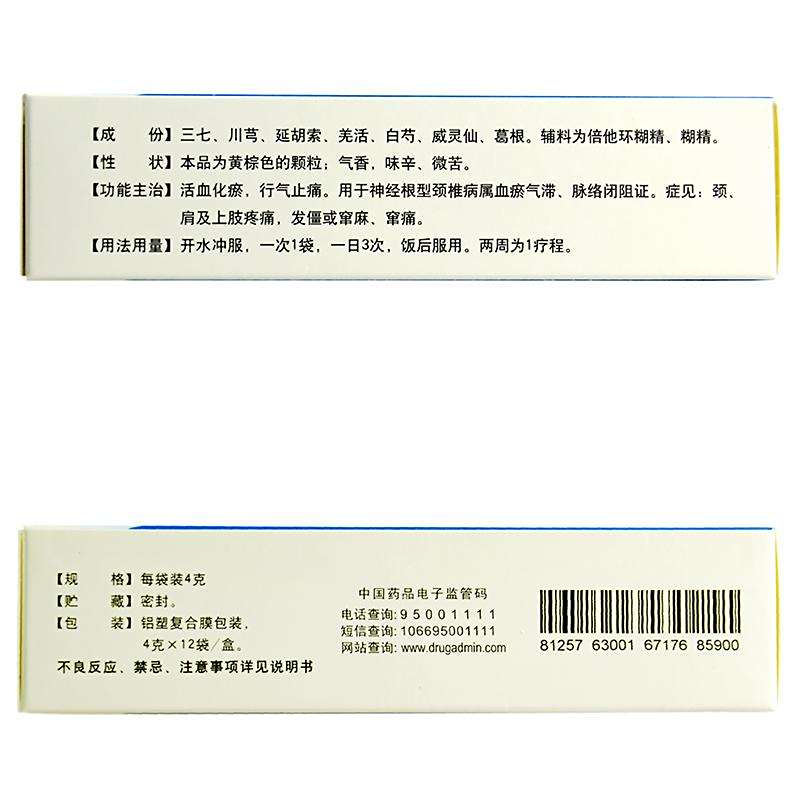 【成　份】三七、川芎、延胡索、羌活、白芍、威灵仙、葛根。辅料为倍他环糊精、糊精。
【性　状】本品为黄棕色的颗粒；气香，味辛、微苦。
【功能主治】活血化瘀，行气止痛。用于神经根型颈椎病属血瘀气滞、脉络闭阻证。症见：颈、
肩及上肢疼痛，发僵或窜麻、窜痛。
【用法用量】开水冲服，一次1袋，一日3次，饭后服用。两周为1疗程。
【规　格】每袋装4克
【贮　藏】密封。
【包　装】铝塑复合膜包装，
4克×12袋/盒。
不良反应、禁忌、注意事项详见说明书
中国药品电子监管码
电话查询: 95001111
短信查询: 106695001111
网站查询: www.drugadmin.com
81257 63001 67176 85900